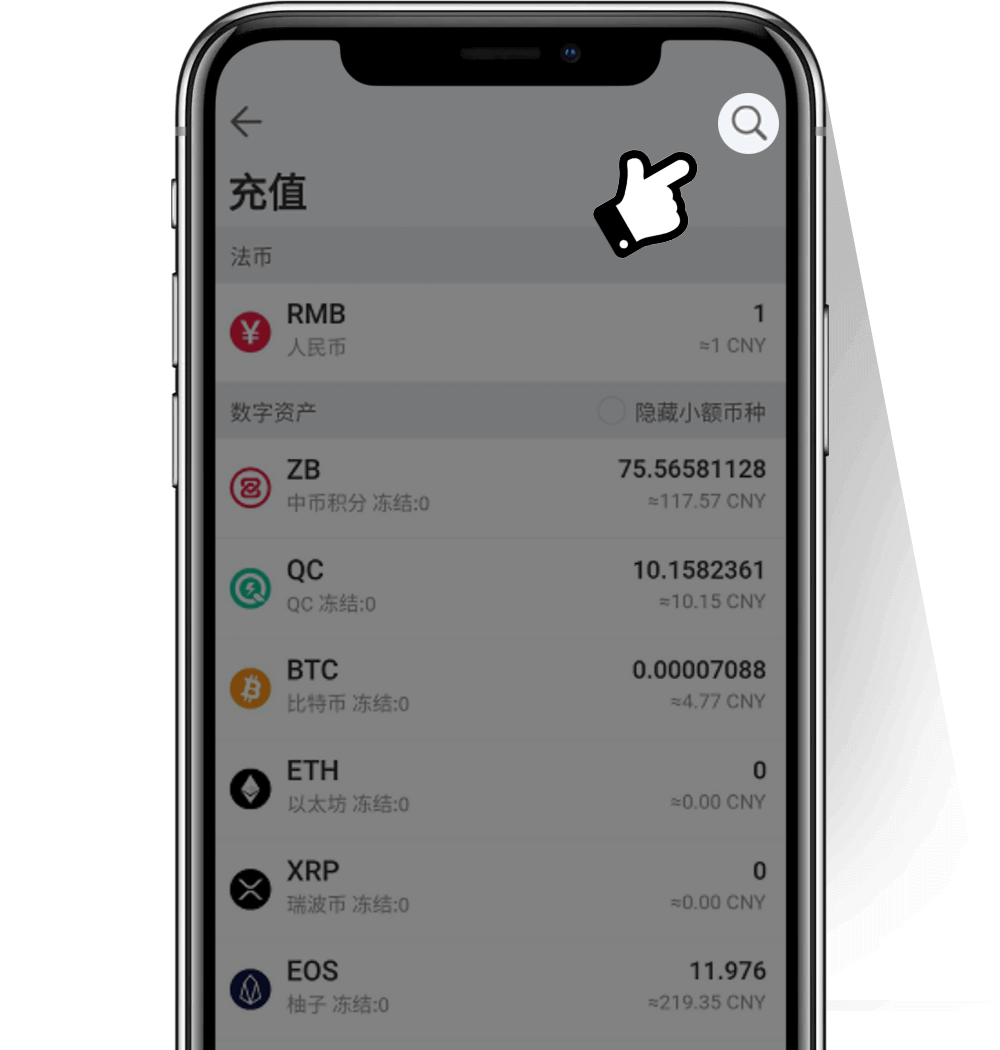 充值
法币
RMB 1
人民币 ≈1 CNY
数字资产 隐藏小额币种
ZB 75.56581128
中币积分 冻结:0 ≈117.57 CNY
QC 10.1582361
QC 冻结:0 ≈10.15 CNY
BTC 0.00007088
比特币 冻结:0 ≈4.77 CNY
ETH 0
以太坊 冻结:0 ≈0.00 CNY
XRP 0
瑞波币 冻结:0 ≈0.00 CNY
EOS 11.976
柚子 冻结:0 ≈219.35 CNY